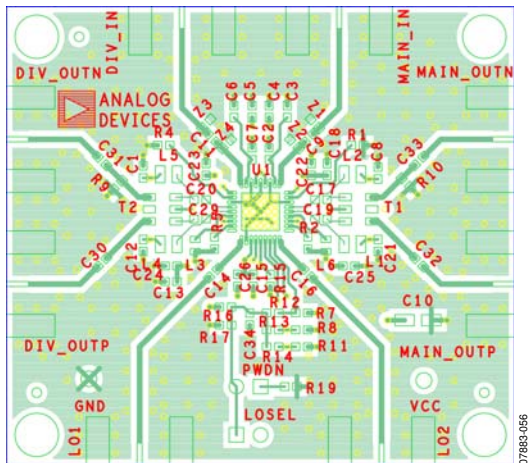 DIV_IN
MAIN_IN
DIV_OUTN
MAIN_OUTN
ANALOG
DEVICES
C6
C5
C4
C3
Z3
Z4
C7
C2
Z2
Z1
R4
C11
C9
C18
R1
C31
C1
L5
C23
U1
C22
L2
C8
C33
R9
C20
C17
R10
T2
C29
C19
T1
R2
C30
C12
L4
L3
L6
L1
C21
C32
C24
C13
C14
C26
C15
R15
C16
C25
R12
R16
R13
R7
C10
R17
C34
R8
R14
R11
DIV_OUTP
MAIN_OUTP
PWDN
R19
GND
LOSEL
VCC
LO1
LO2
07983-056